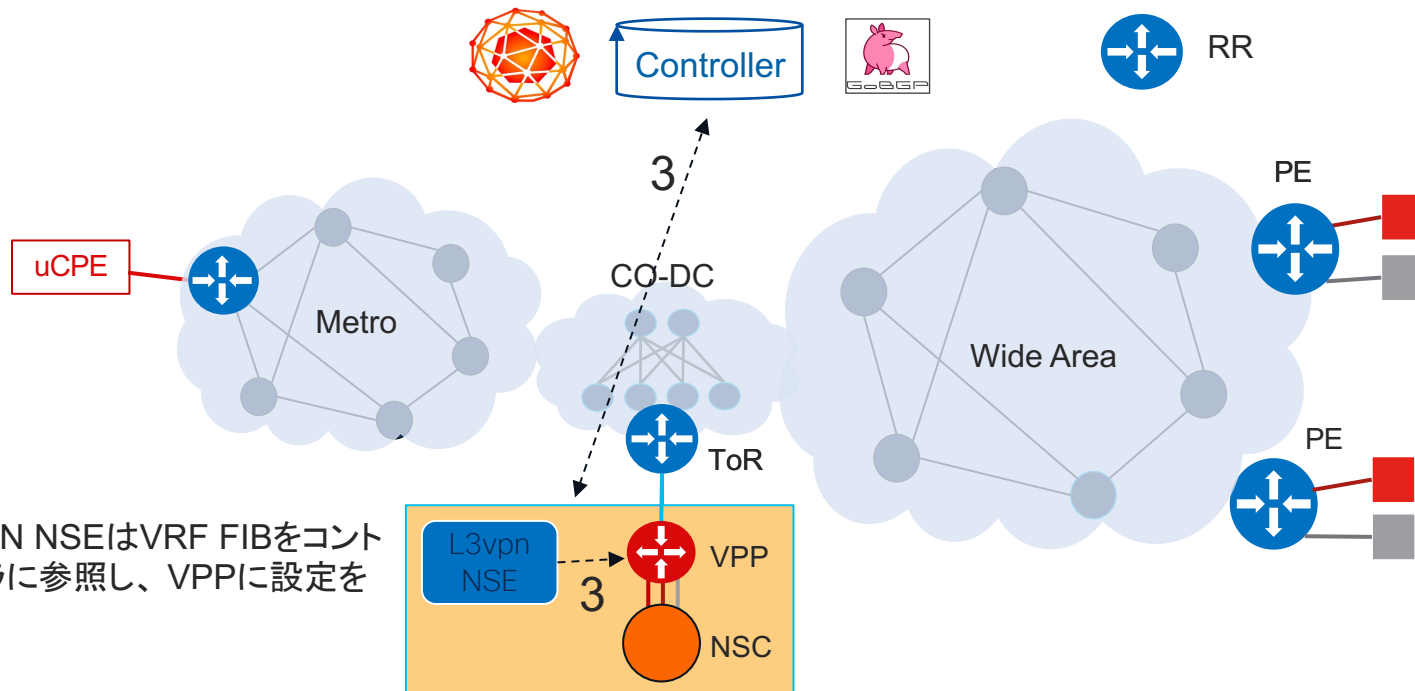 Controller
GoBGP
RR
3
PE
uCPE
CO-DC
Metro
Wide Area
ToR
PE
N NSEはVRF FIBをコント
に参照し、VPPに設定を
L3vpn
NSE
3
VPP
NSC